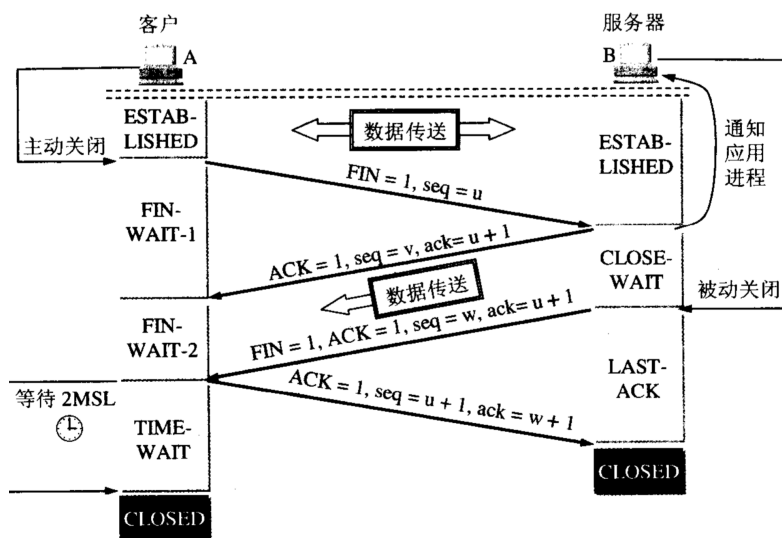 客户
服务器
A
B
ESTAB-
LISHED
数据传送
主动关闭
ESTAB-
LISHED
通知
应用
进程
FIN = 1, seq = u
FIN-
WAIT-1
ACK = 1, seq = v, ack= u + 1
CLOSE-
WAIT
数据传送
被动关闭
FIN-
WAIT-2
FIN = 1, ACK = 1, seq = w, ack= u + 1
ACK = 1, seq = u + 1, ack = w + 1
LAST-
ACK
等待 2MSL
TIME-
WAIT
CLOSED
CLOSED